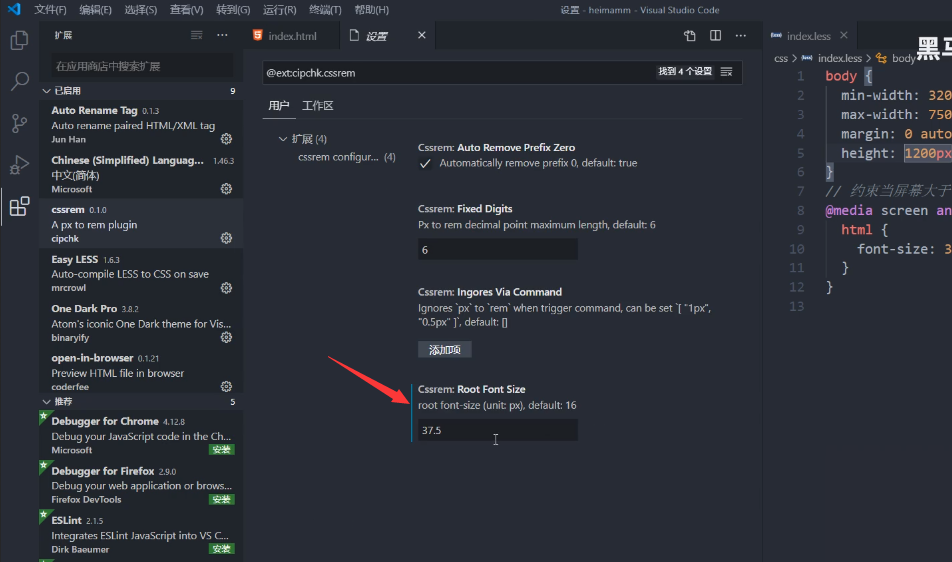 文件(F) 编辑(E) 选择(S) 查看(V) 转到(G) 运行(R) 终端(T) 帮助(H) 设置 - heimamm - Visual Studio Code
扩展
在应用商店中搜索扩展
已启用 9
Auto Rename Tag 0.1.3
Auto rename paired HTML/XML tag
Jun Han
Chinese (Simplified) Languag... 1.46.3
中文(简体)
Microsoft
cssrem 0.1.0
A px to rem plugin
cipchk
Easy LESS 1.6.3
Auto-compile LESS to CSS on save
mrcrowl
One Dark Pro 3.8.2
Atom's iconic One Dark theme for Vis...
binaryify
open-in-browser 0.1.21
Preview HTML file in browser
coderfee
推荐 5
Debugger for Chrome 4.12.8
Debug your JavaScript code in the Ch...
Microsoft 安装
Debugger for Firefox 2.9.0
Debug your web application or brows...
Firefox DevTools 安装
ESLint 2.1.5
Integrates ESLint JavaScript into VS C...
Dirk Baeumer 安装
index.html 设置
@ext:cipchk.cssrem 找到 4 个设置
用户 工作区
扩展 (4)
cssrem configur... (4)
Cssrem: Auto Remove Prefix Zero
Automatically remove prefix 0, default: true
Cssrem: Fixed Digits
Px to rem decimal point maximum length, default: 6
6
Cssrem: Ingores Via Command
Ignores `px` to `rem` when trigger command, can be set `[ "1px",
"0.5px" ]`, default: []
添加项
Cssrem: Root Font Size
root font-size (unit: px), default: 16
37.5
index.less
黑马
css > index.less > body
1 body {
2 min-width: 320
3 max-width: 750
4 margin: 0 auto
5 height: 1200px
6 }
7 // 约束当屏幕大于
8 @media screen an
9 html {
10 font-size: 3
11 }
12 }
13